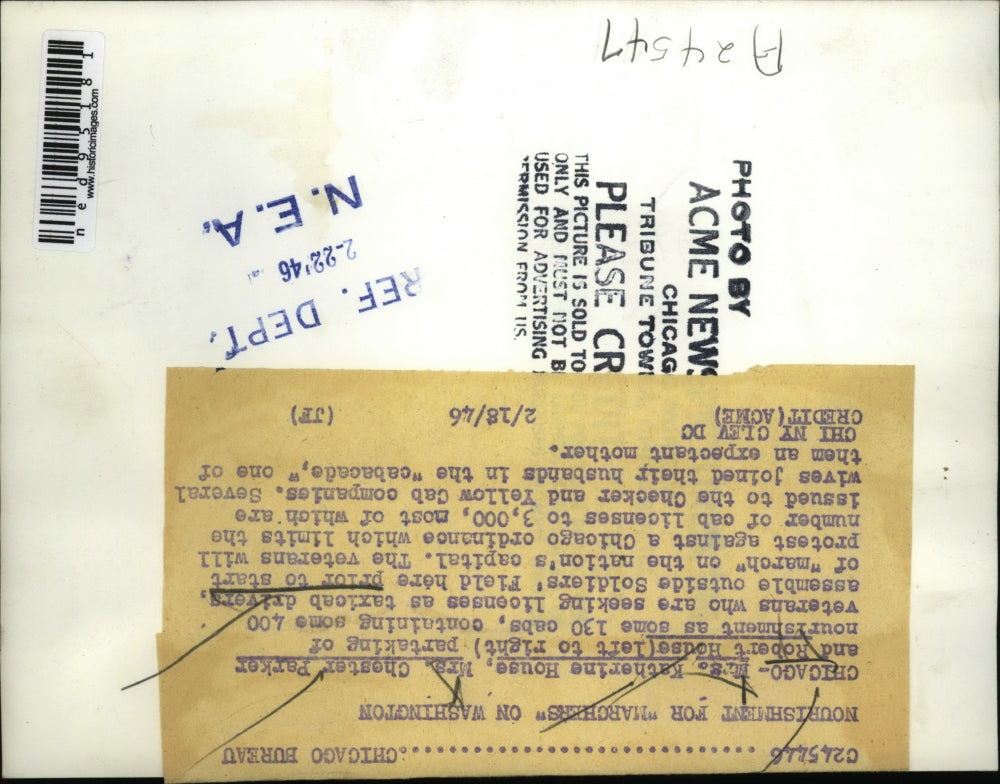 C245446..............................CHICAGO BUREAU
NOURISHMENT FOR "MARCHERS" ON WASHINGTON
CHICAGO- Mrs. Katherine House, Mrs. Chester Parker
and Robert House(left to right) partaking of
nourishment as some 130 cabs, containing some 400
veterans who are seeking licenses as taxicab drivers,
assemble outside Soldiers' Field here prior to start
of "march" on the nation's capital. The veterans will
protest against a Chicago ordinance which limits the
number of cab licenses to 3,000, most of which are
issued to the Checker and Yellow Cab companies. Several
wives joined their husbands in the "cabacade," one of
them an expectant mother.
CHI NY CLEV DC
CREDIT(ACME) 2/18/46 (JF)
REF. DEPT.
2-22'46
N.E.A.
PHOTO BY
ACME NEWS
CHICAG
TRIBUNE TOW
PLEASE CR
THIS PICTURE IS SOLD TO
ONLY AND MUST NOT B
USED FOR ADVERTISING
PERMISSION FROM US.
A24547
ned95181
www.historicimages.com